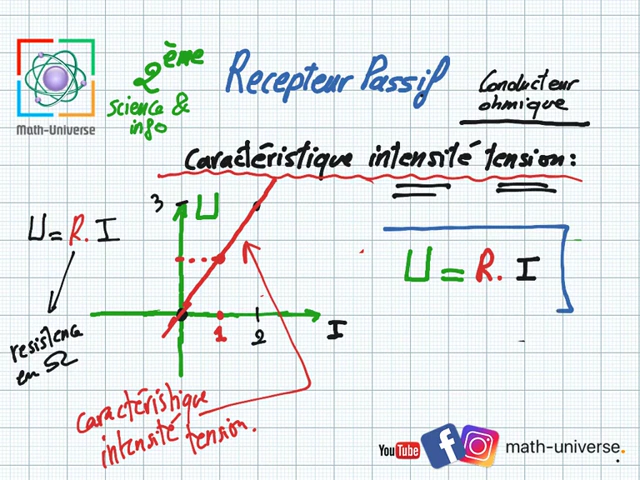 2ème
science &
info
Recepteur Passif
Conducteur
ohmique
Math-Universe
Caractéristique intensité tension:
3
U
U = R. I
U = R. I
resistence
en Ω
1
2
I
caractéristique
intensité tension.
YouTube
math-universe.